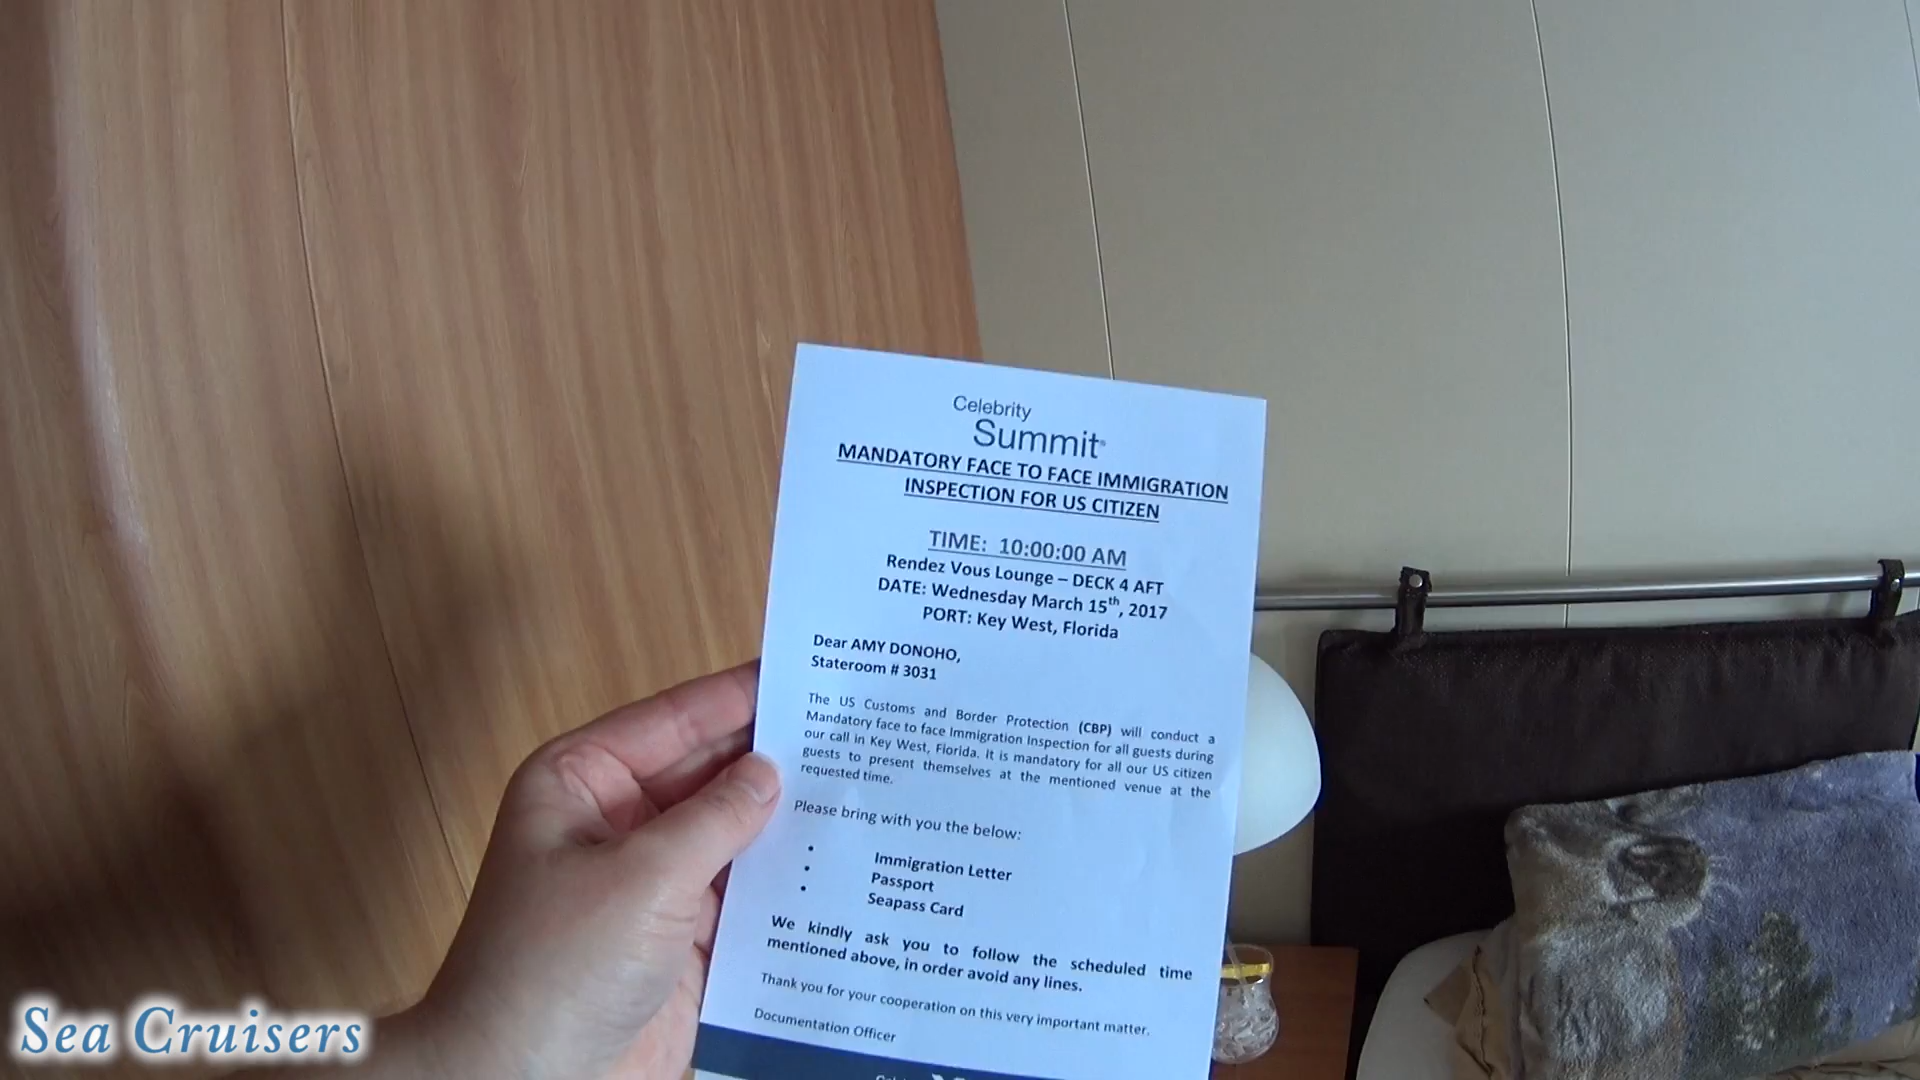 Celebrity
Summit®
MANDATORY FACE TO FACE IMMIGRATION
INSPECTION FOR US CITIZEN
TIME: 10:00:00 AM
Rendez Vous Lounge – DECK 4 AFT
DATE: Wednesday March 15th, 2017
PORT: Key West, Florida
Dear AMY DONOHO,
Stateroom # 3031
The US Customs and Border Protection (CBP) will conduct a
Mandatory face to face Immigration Inspection for all guests during
our call in Key West, Florida. It is mandatory for all our US citizen
guests to present themselves at the mentioned venue at the
requested time.
Please bring with you the below:
• Immigration Letter
• Passport
• Seapass Card
We kindly ask you to follow the scheduled time
mentioned above, in order avoid any lines.
Thank you for your cooperation on this very important matter.
Documentation Officer
Sea Cruisers